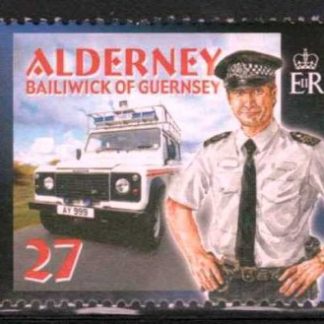 ALDERNEY
BAILIWICK OF GUERNSEY
EIIR
AY 999
27